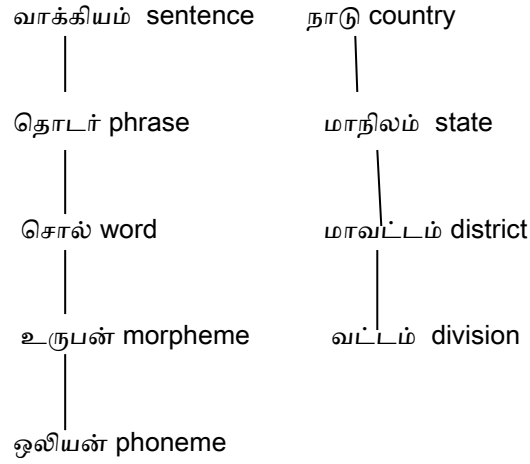 வாக்கியம் sentence
நாடு country
தொடர் phrase
மாநிலம் state
சொல் word
மாவட்டம் district
உருபன் morpheme
வட்டம் division
ஒலியன் phoneme